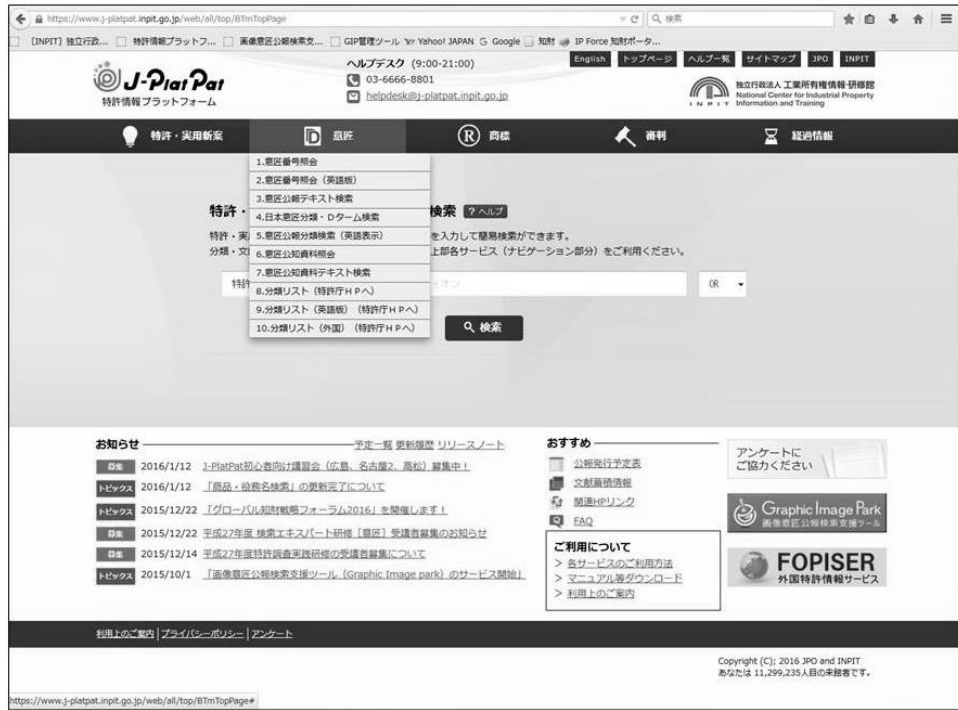 https://www.j-platpat.inpit.go.jp/web/all/top/BTmTopPage
検索
[INPIT] 独立行政... 特許情報プラットフ... 画像意匠公報検索支... GIP管理ツール Yahoo! JAPAN Google 知財 IP Force 知財ポータ...
J-PlatPat
特許情報プラットフォーム
ヘルプデスク (9:00-21:00)
03-6666-8801
helpdesk@j-platpat.inpit.go.jp
English トップページ ヘルプ一覧 サイトマップ JPO INPIT
INPIT
独立行政法人 工業所有権情報・研修館
National Center for Industrial Property
Information and Training
特許・実用新案 意匠 商標 審判 経過情報
1.意匠番号照会
2.意匠番号照会（英語版）
3.意匠公報テキスト検索
4.日本意匠分類・Dターム検索
5.意匠公報分類検索（英語表示）
6.意匠公知資料照会
7.意匠公知資料テキスト検索
8.分類リスト（特許庁ＨＰへ）
9.分類リスト（英語版）（特許庁ＨＰへ）
10.分類リスト（外国）（特許庁ＨＰへ）
特許・ 検索 ? ヘルプ
特許・実 を入力して簡易検索ができます。
分類・文 上部各サービス（ナビゲーション部分）をご利用ください。
特許 OR
検索
お知らせ 予定一覧 更新履歴 リリースノート
募集 2016/1/12 J-PlatPat初心者向け講習会（広島、名古屋2、高松）募集中！
トピックス 2016/1/12 「商品・役務名検索」の更新完了について
トピックス 2015/12/22 「グローバル知財戦略フォーラム2016」を開催します！
募集 2015/12/22 平成27年度 検索エキスパート研修［意匠］受講者募集のお知らせ
募集 2015/12/14 平成27年度特許調査実践研修の受講者募集について
トピックス 2015/10/1 「画像意匠公報検索支援ツール（Graphic Image park）のサービス開始」
おすすめ
公報発行予定表
文献蓄積情報
関連HPリンク
FAQ
ご利用について
> 各サービスのご利用方法
> マニュアル等ダウンロード
> 利用上のご案内
アンケートに
ご協力ください
Graphic Image Park
画像意匠公報検索支援ツール
FOPISER
外国特許情報サービス
利用上のご案内 | プライバシーポリシー | アンケート
Copyright (C); 2016 JPO and INPIT
あなたは 11,299,235人目の来館者です。
https://www.j-platpat.inpit.go.jp/web/all/top/BTmTopPage#